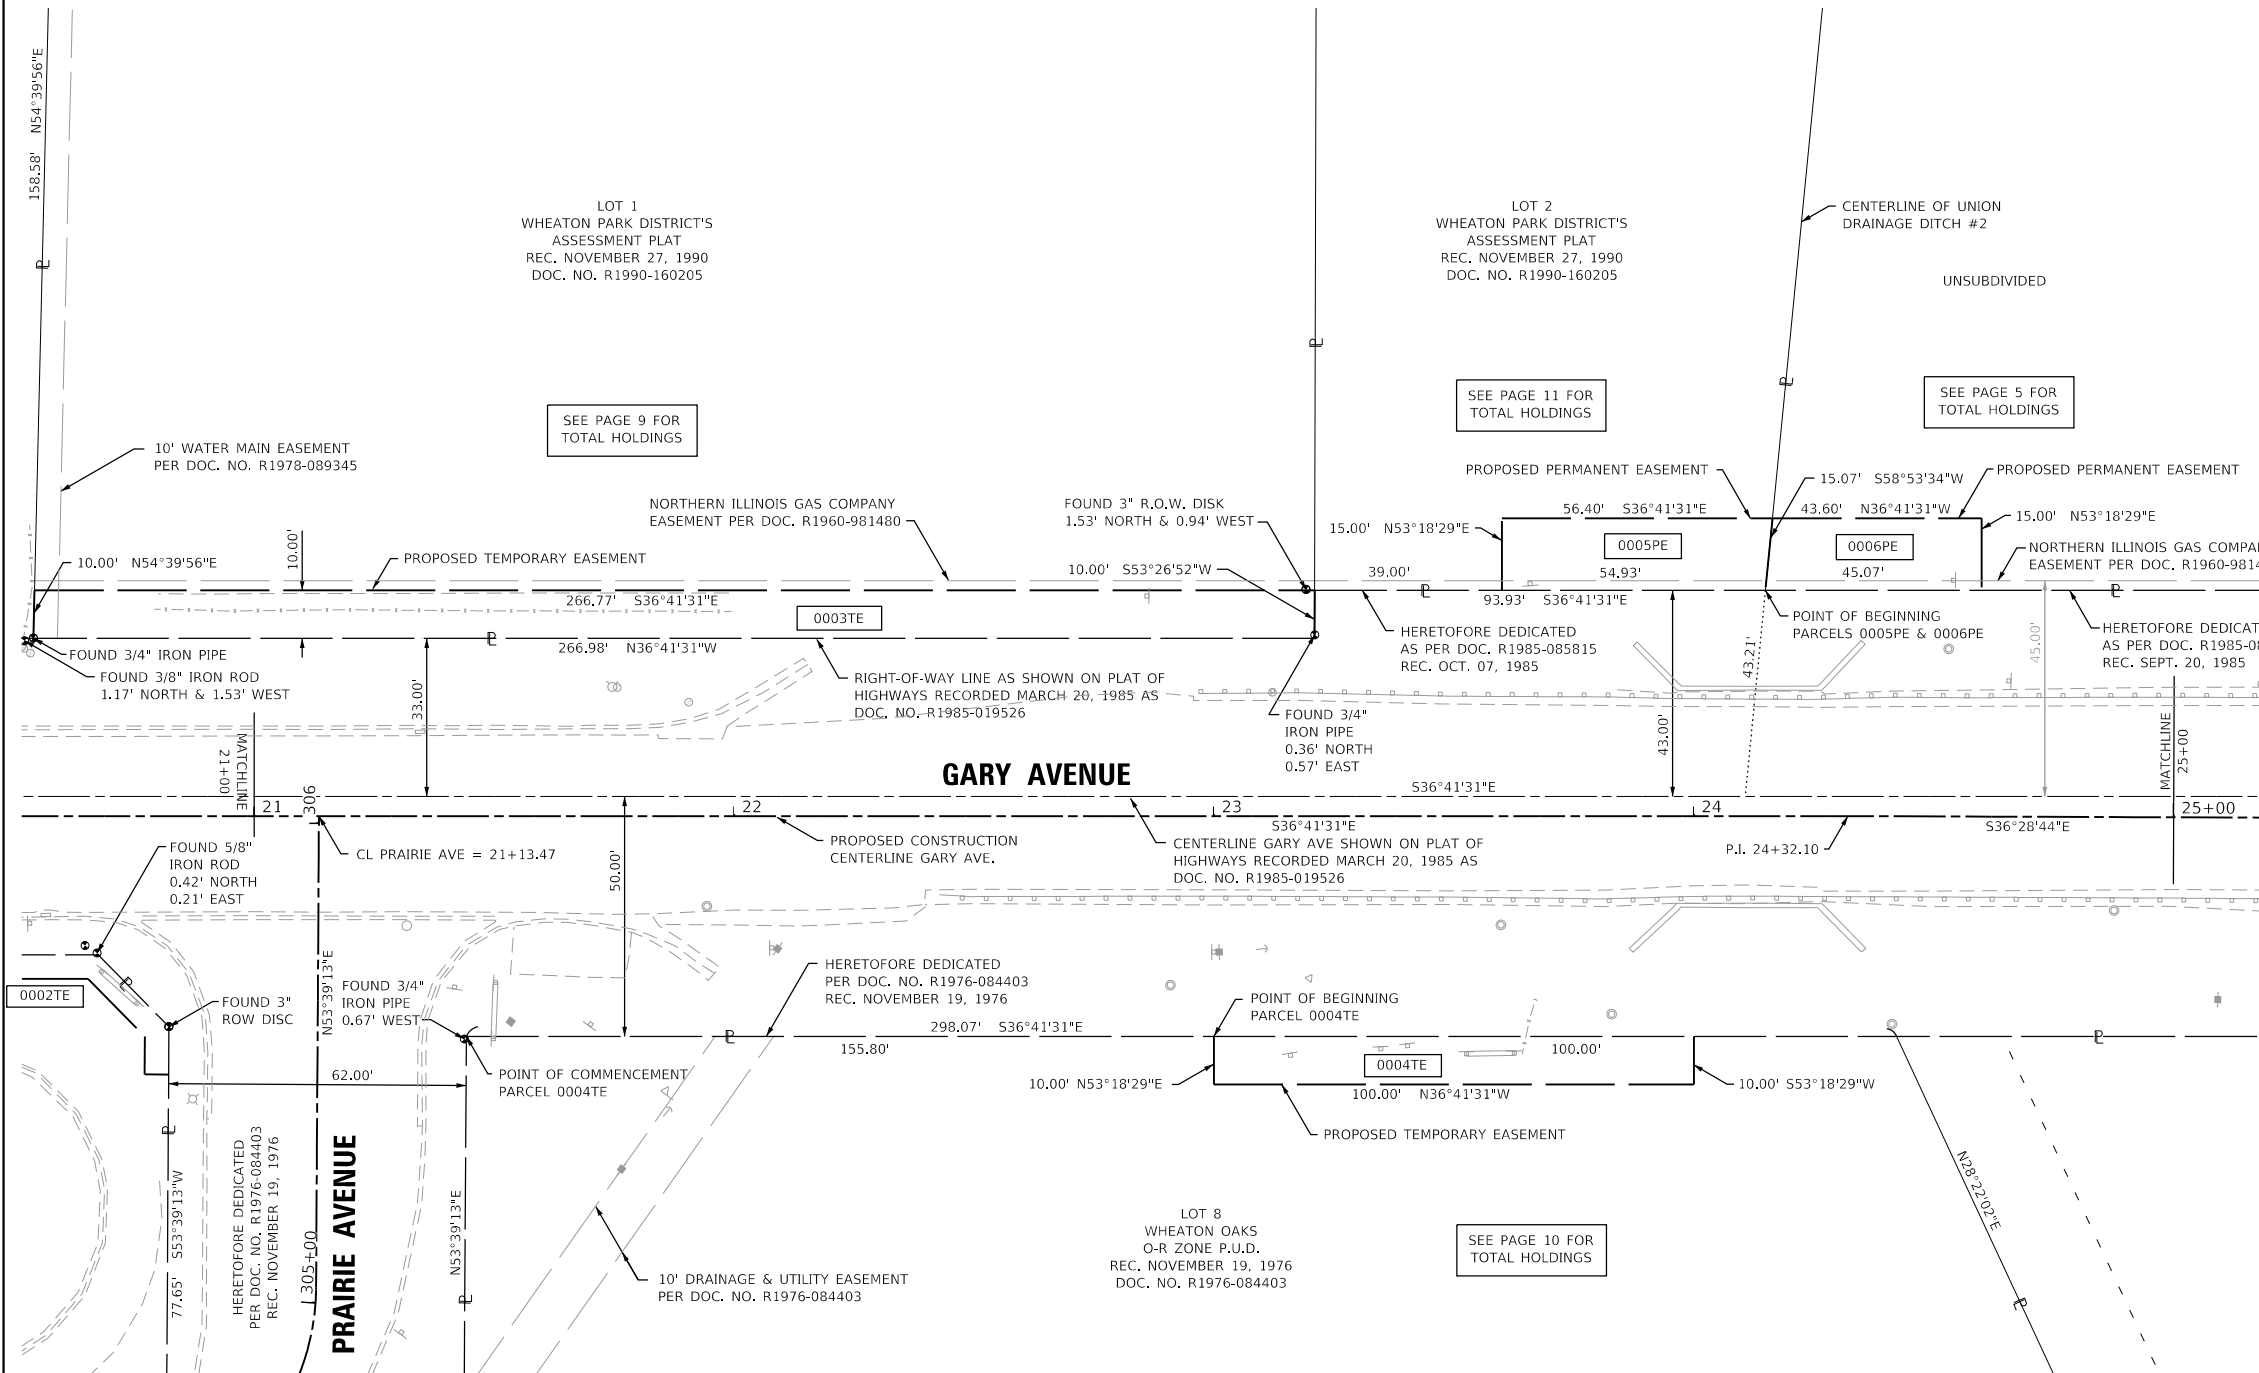 158.58' N54°39'56"E
LOT 1
WHEATON PARK DISTRICT'S
ASSESSMENT PLAT
REC. NOVEMBER 27, 1990
DOC. NO. R1990-160205
LOT 2
WHEATON PARK DISTRICT'S
ASSESSMENT PLAT
REC. NOVEMBER 27, 1990
DOC. NO. R1990-160205
CENTERLINE OF UNION
DRAINAGE DITCH #2
UNSUBDIVIDED
SEE PAGE 9 FOR
TOTAL HOLDINGS
SEE PAGE 11 FOR
TOTAL HOLDINGS
SEE PAGE 5 FOR
TOTAL HOLDINGS
10' WATER MAIN EASEMENT
PER DOC. NO. R1978-089345
NORTHERN ILLINOIS GAS COMPANY
EASEMENT PER DOC. R1960-981480
FOUND 3" R.O.W. DISK
1.53' NORTH & 0.94' WEST
PROPOSED PERMANENT EASEMENT
15.07' S58°53'34"W
PROPOSED PERMANENT EASEMENT
56.40' S36°41'31"E
43.60' N36°41'31"W
15.00' N53°18'29"E
15.00' N53°18'29"E
0005PE
0006PE
10.00' N54°39'56"E
10.00'
PROPOSED TEMPORARY EASEMENT
10.00' S53°26'52"W
39.00'
54.93'
45.07'
NORTHERN ILLINOIS GAS COMPAN
EASEMENT PER DOC. R1960-9814
266.77' S36°41'31"E
93.93' S36°41'31"E
0003TE
POINT OF BEGINNING
PARCELS 0005PE & 0006PE
266.98' N36°41'31"W
HERETOFORE DEDICATED
AS PER DOC. R1985-085815
REC. OCT. 07, 1985
HERETOFORE DEDICAT
AS PER DOC. R1985-08
REC. SEPT. 20, 1985
FOUND 3/4" IRON PIPE
FOUND 3/8" IRON ROD
1.17' NORTH & 1.53' WEST
33.00'
RIGHT-OF-WAY LINE AS SHOWN ON PLAT OF
HIGHWAYS RECORDED MARCH 20, 1985 AS
DOC. NO. R1985-019526
43.21'
45.00'
43.00'
FOUND 3/4"
IRON PIPE
0.36' NORTH
0.57' EAST
MATCHLINE
21+00
GARY AVENUE
MATCHLINE
25+00
S36°41'31"E
21
306
22
23
24
25+00
S36°41'31"E
S36°28'44"E
CL PRAIRIE AVE = 21+13.47
PROPOSED CONSTRUCTION
CENTERLINE GARY AVE.
CENTERLINE GARY AVE SHOWN ON PLAT OF
HIGHWAYS RECORDED MARCH 20, 1985 AS
DOC. NO. R1985-019526
P.I. 24+32.10
FOUND 5/8"
IRON ROD
0.42' NORTH
0.21' EAST
50.00'
N53°39'13"E
0002TE
FOUND 3"
ROW DISC
FOUND 3/4"
IRON PIPE
0.67' WEST
HERETOFORE DEDICATED
PER DOC. NO. R1976-084403
REC. NOVEMBER 19, 1976
POINT OF BEGINNING
PARCEL 0004TE
298.07' S36°41'31"E
155.80'
100.00'
0004TE
62.00'
POINT OF COMMENCEMENT
PARCEL 0004TE
10.00' N53°18'29"E
10.00' S53°18'29"W
100.00' N36°41'31"W
PROPOSED TEMPORARY EASEMENT
77.65' S53°39'13"W
HERETOFORE DEDICATED
PER DOC. NO. R1976-084403
REC. NOVEMBER 19, 1976
305+00
PRAIRIE AVENUE
N53°39'13"E
N28°22'02"E
LOT 8
WHEATON OAKS
O-R ZONE P.U.D.
REC. NOVEMBER 19, 1976
DOC. NO. R1976-084403
SEE PAGE 10 FOR
TOTAL HOLDINGS
10' DRAINAGE & UTILITY EASEMENT
PER DOC. NO. R1976-084403